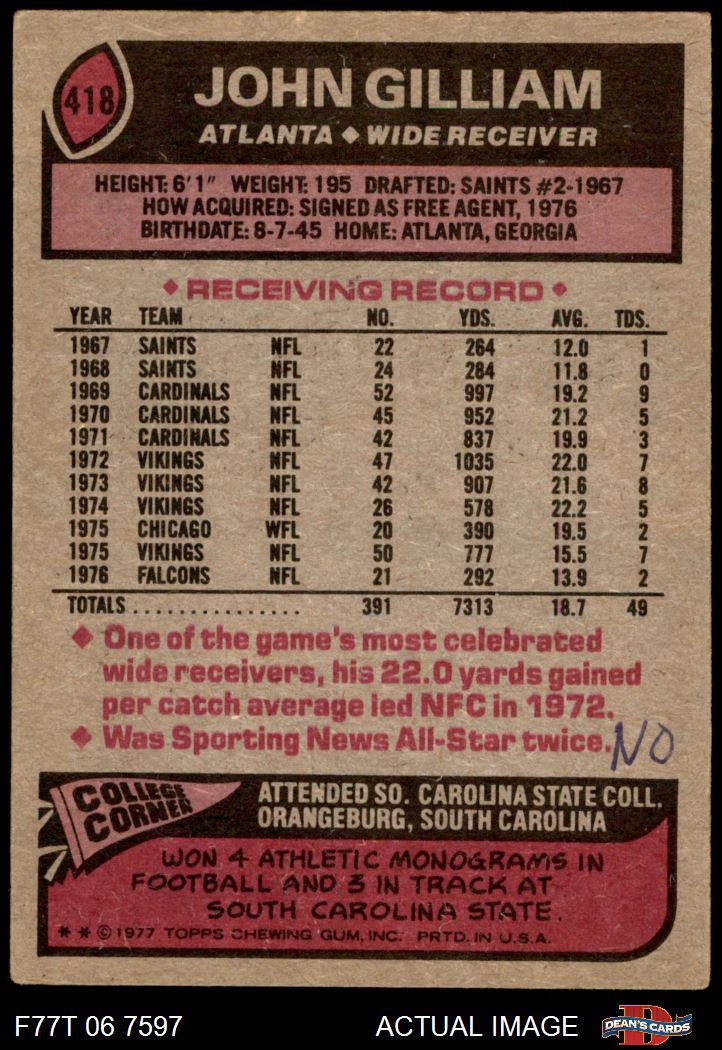 418
JOHN GILLIAM
ATLANTA ◆ WIDE RECEIVER
HEIGHT: 6'1" WEIGHT: 195 DRAFTED: SAINTS #2-1967
HOW ACQUIRED: SIGNED AS FREE AGENT, 1976
BIRTHDATE: 8-7-45 HOME: ATLANTA, GEORGIA
◆ RECEIVING RECORD ◆
YEAR TEAM NO. YDS. AVG. TDS.
1967 SAINTS NFL 22 264 12.0 1
1968 SAINTS NFL 24 284 11.8 0
1969 CARDINALS NFL 52 997 19.2 9
1970 CARDINALS NFL 45 952 21.2 5
1971 CARDINALS NFL 42 837 19.9 3
1972 VIKINGS NFL 47 1035 22.0 7
1973 VIKINGS NFL 42 907 21.6 8
1974 VIKINGS NFL 26 578 22.2 5
1975 CHICAGO WFL 20 390 19.5 2
1975 VIKINGS NFL 50 777 15.5 7
1976 FALCONS NFL 21 292 13.9 2
TOTALS ................ 391 7313 18.7 49
◆ One of the game's most celebrated
wide receivers, his 22.0 yards gained
per catch average led NFC in 1972.
◆ Was Sporting News All-Star twice. NO
COLLEGE
CORNER
ATTENDED SO. CAROLINA STATE COLL.
ORANGEBURG, SOUTH CAROLINA
WON 4 ATHLETIC MONOGRAMS IN
FOOTBALL AND 3 IN TRACK AT
SOUTH CAROLINA STATE.
* * © 1977 TOPPS CHEWING GUM, INC. PRTD. IN U.S.A.
F77T 06 7597 ACTUAL IMAGE D DEAN'S CARDS